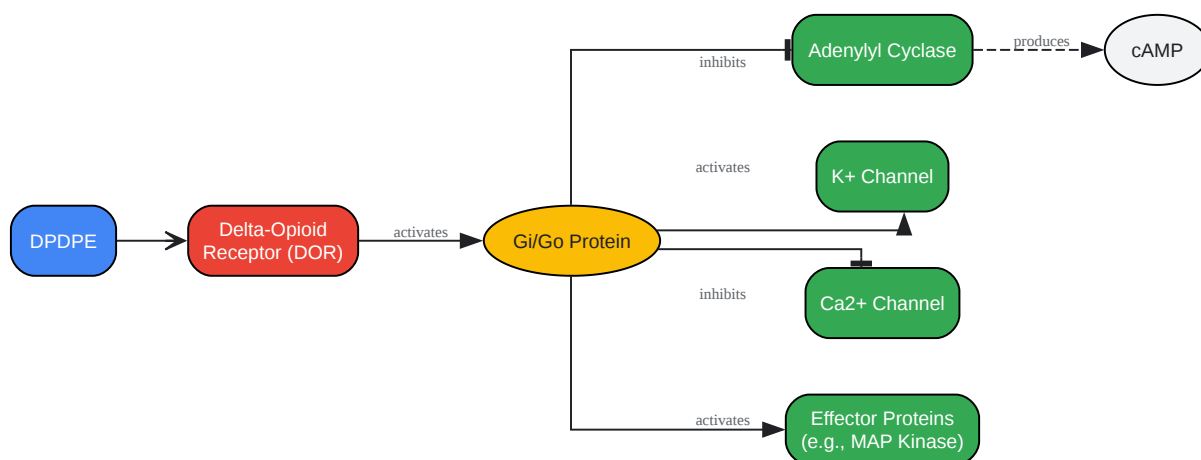 inhibits
Adenylyl Cyclase
produces
cAMP
activates
K+ Channel
DPDPE
Delta-Opioid
Receptor (DOR)
activates
Gi/Go Protein
inhibits
Ca2+ Channel
activates
Effector Proteins
(e.g., MAP Kinase)